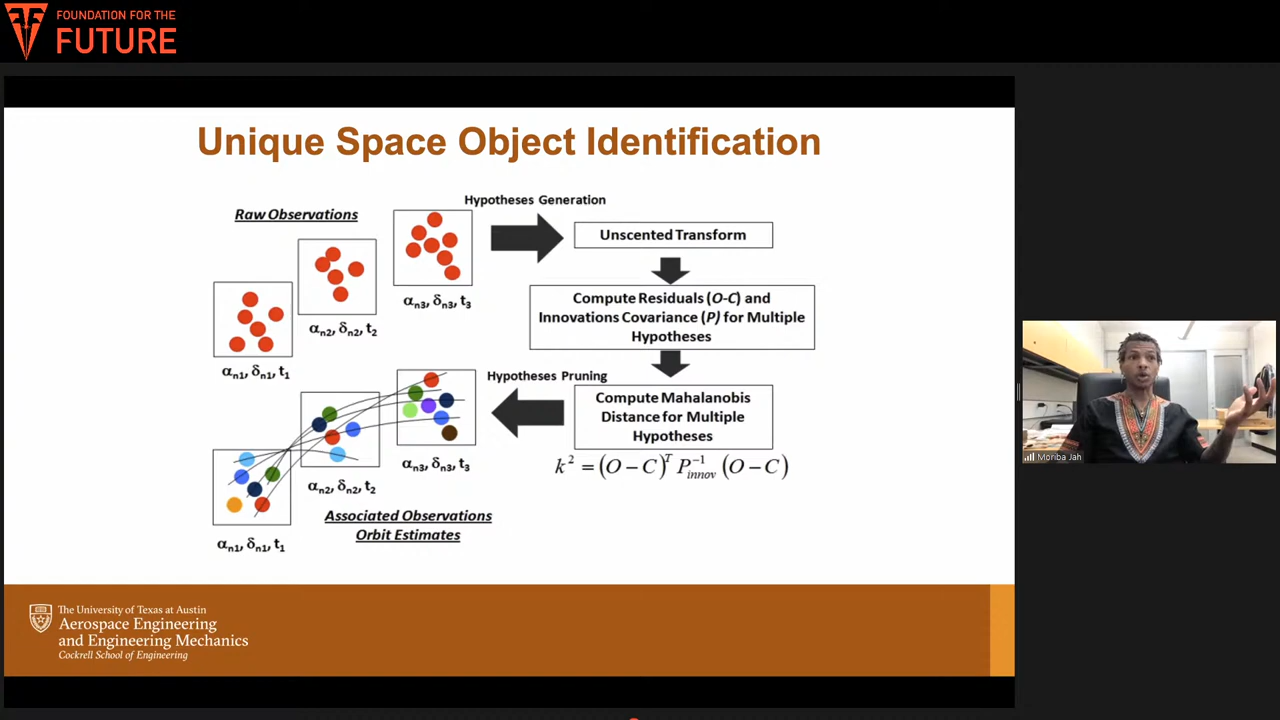 FOUNDATION FOR THE
FUTURE
Unique Space Object Identification
Raw Observations
αn1, δn1, t1
αn2, δn2, t2
αn3, δn3, t3
Hypotheses Generation
Unscented Transform
Compute Residuals (O-C) and
Innovations Covariance (P) for Multiple
Hypotheses
Hypotheses Pruning
Compute Mahalanobis
Distance for Multiple
Hypotheses
k² = (O – C)ᵀ P⁻¹innov (O – C)
αn1, δn1, t1
αn2, δn2, t2
αn3, δn3, t3
Associated Observations
Orbit Estimates
The University of Texas at Austin
Aerospace Engineering
and Engineering Mechanics
Cockrell School of Engineering
Moriba Jah